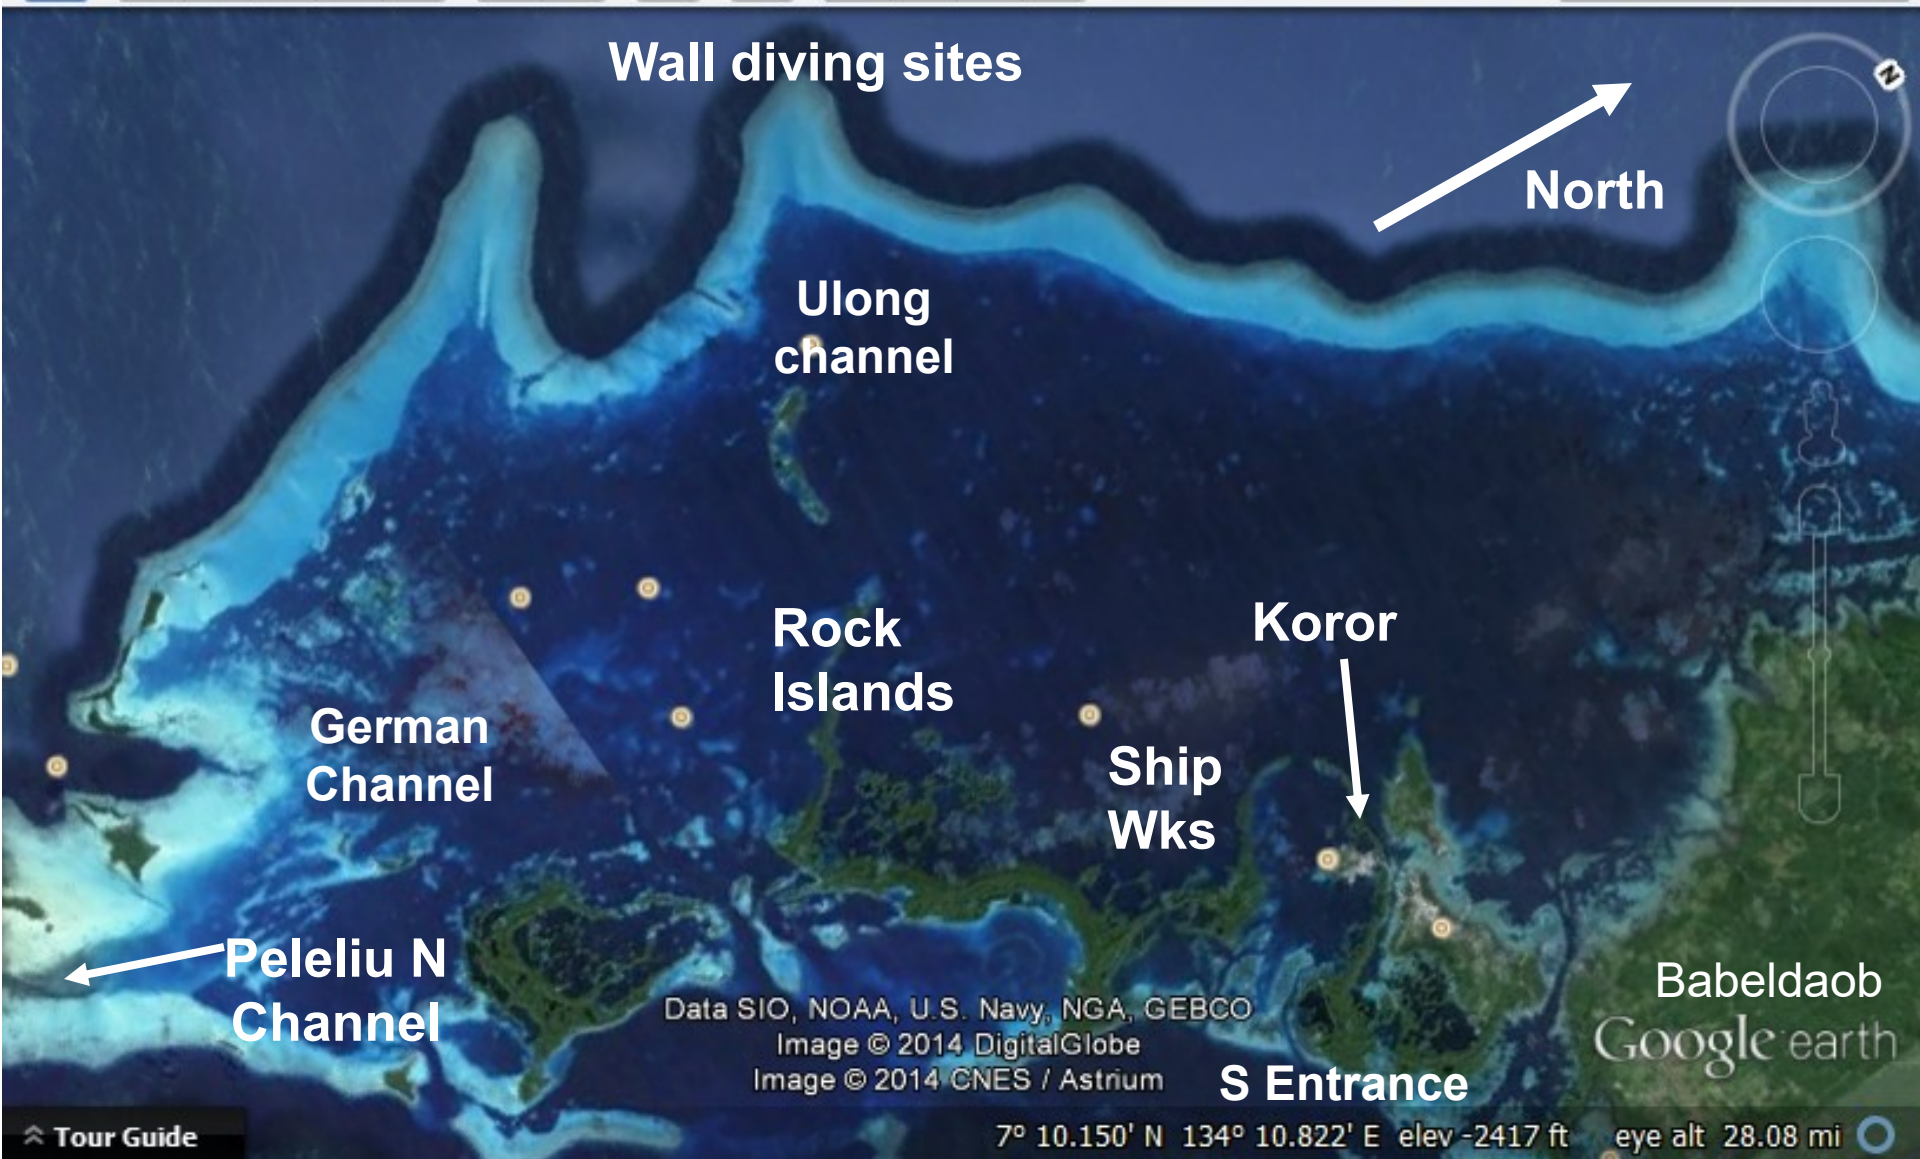 Wall diving sites
N
North
Ulong
channel
Rock
Islands
Koror
German
Channel
Ship
Wks
Peleliu N
Channel
Babeldaob
Data SIO, NOAA, U.S. Navy, NGA, GEBCO
Image © 2014 DigitalGlobe
Image © 2014 CNES / Astrium
Google earth
S Entrance
Tour Guide
7° 10.150' N 134° 10.822' E elev -2417 ft eye alt 28.08 mi